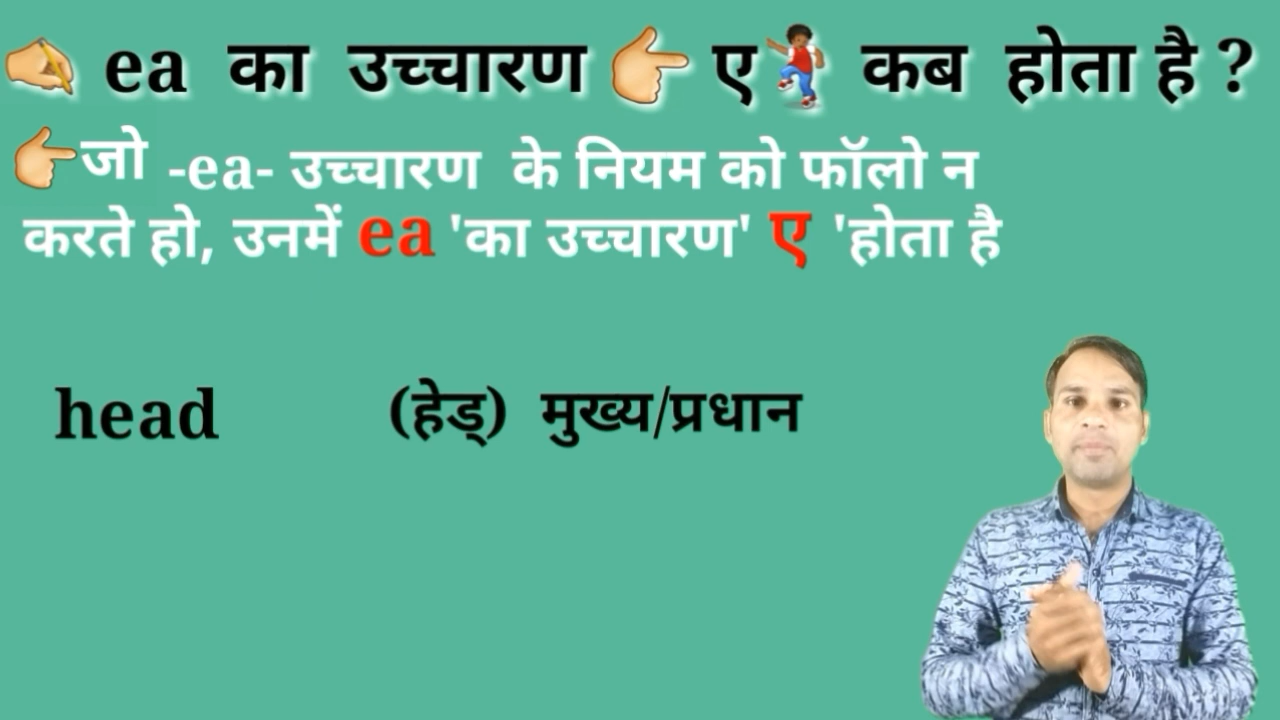 ea का उच्चारण ए कब होता है ?
जो -ea- उच्चारण के नियम को फॉलो न
करते हो, उनमें ea 'का उच्चारण' ए 'होता है
head (हेड्) मुख्य/प्रधान